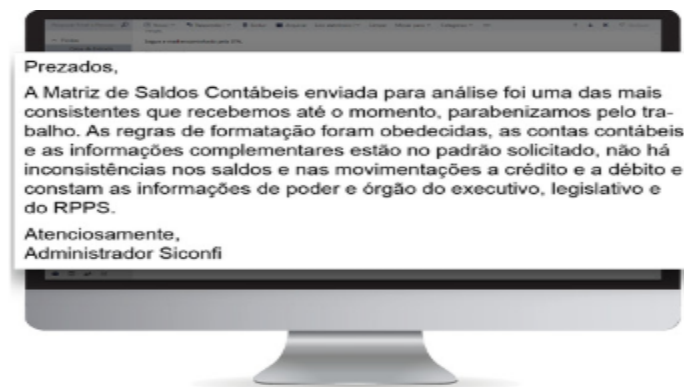 Prezados,
A Matriz de Saldos Contábeis enviada para análise foi uma das mais
consistentes que recebemos até o momento, parabenizamos pelo tra-
balho. As regras de formatação foram obedecidas, as contas contábeis
e as informações complementares estão no padrão solicitado, não há
inconsistências nos saldos e nas movimentações a crédito e a débito e
constam as informações de poder e órgão do executivo, legislativo e
do RPPS.
Atenciosamente,
Administrador Siconfi